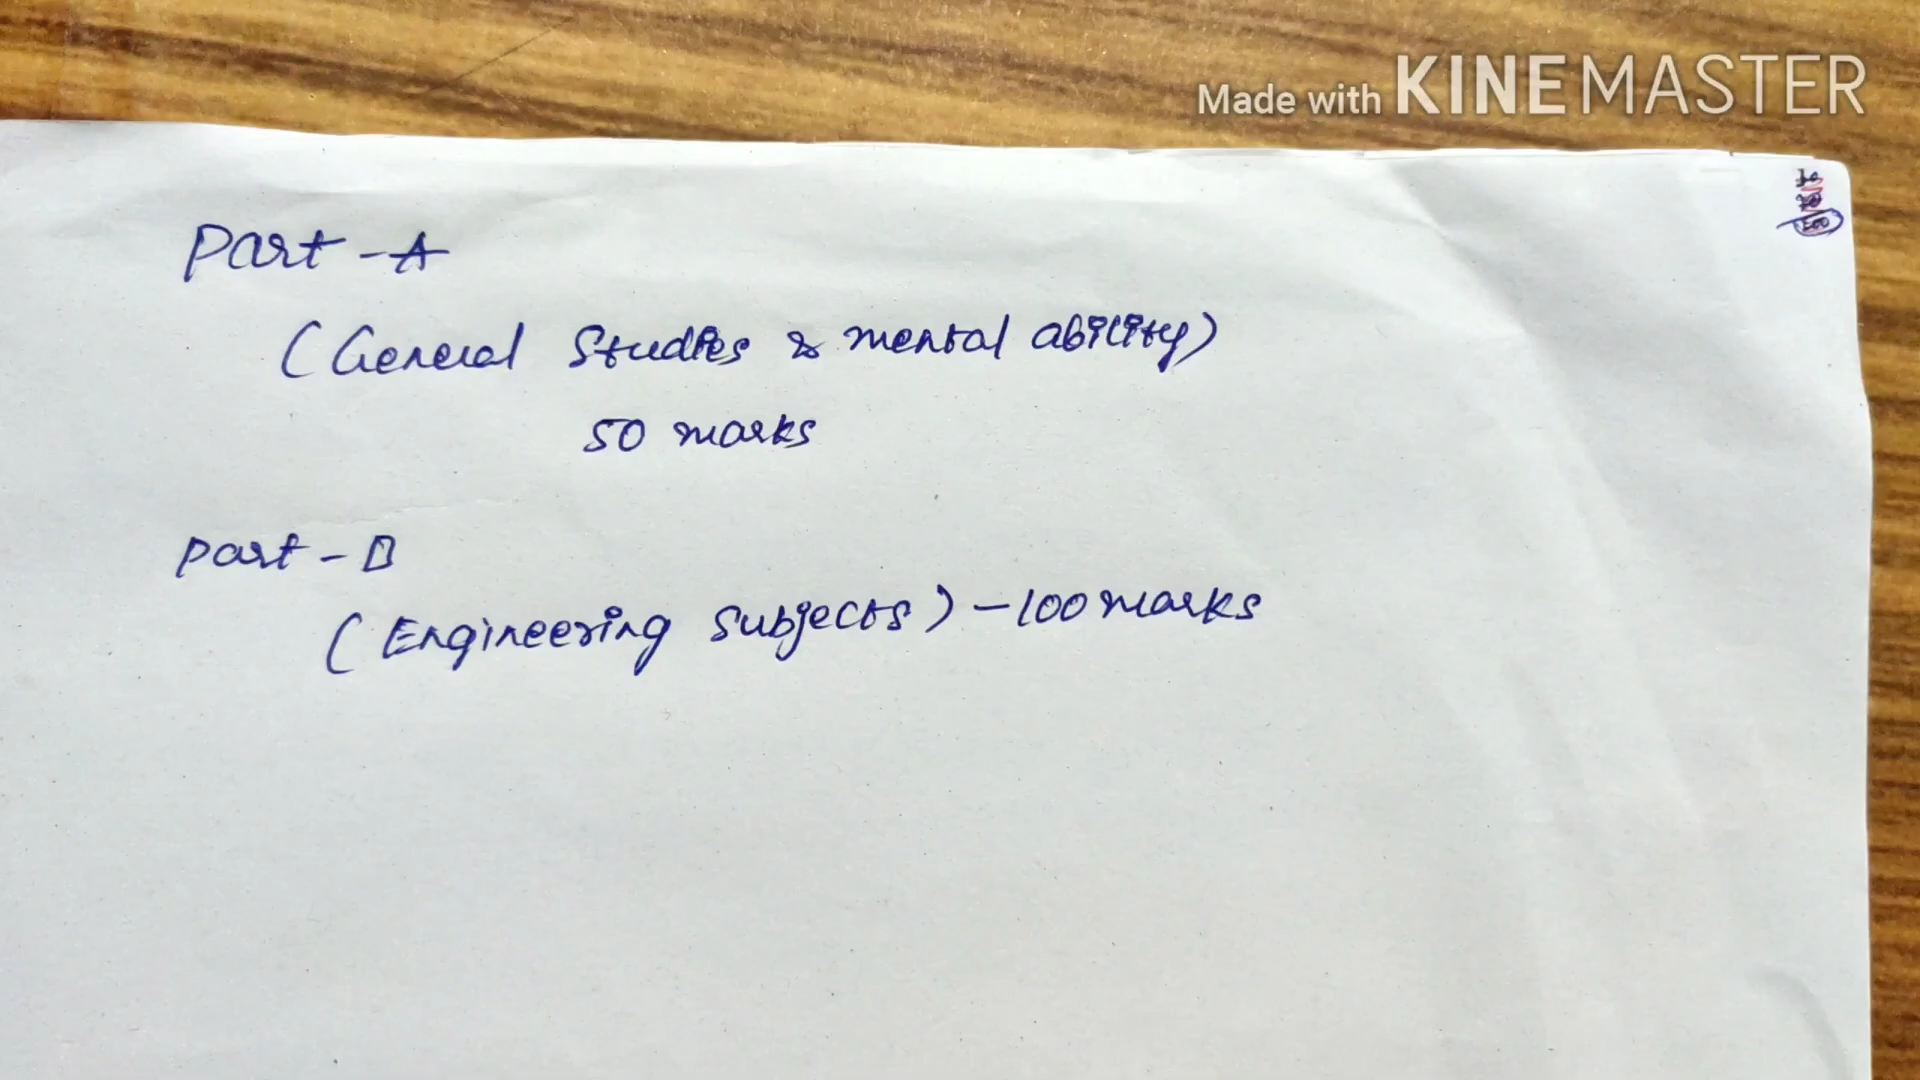 Made with KINEMASTER
Part - A
(General Studies & mental ability)
50 marks
Part - B
(Engineering Subjects) - 100 marks